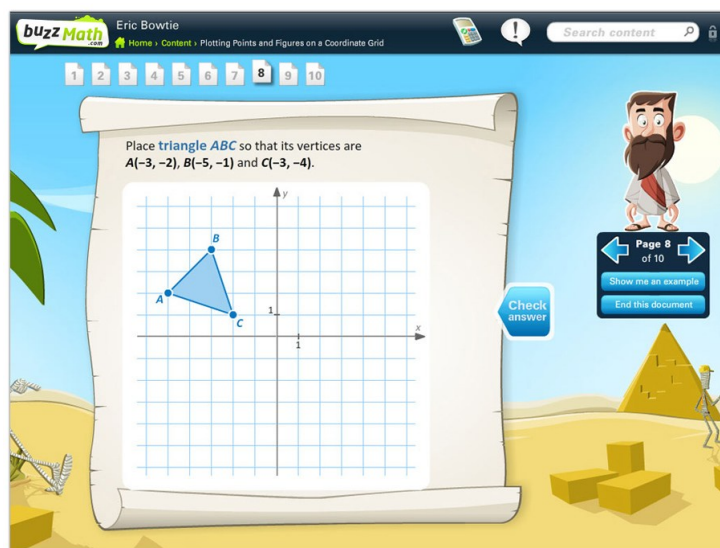 buzz Math
.com
Eric Bowtie
Home › Content › Plotting Points and Figures on a Coordinate Grid
!
Search content
1 2 3 4 5 6 7 8 9 10
Place triangle ABC so that its vertices are
A(−3, −2), B(−5, −1) and C(−3, −4).
y
B
A
C
1
x
1
Check
answer
Page 8
of 10
Show me an example
End this document